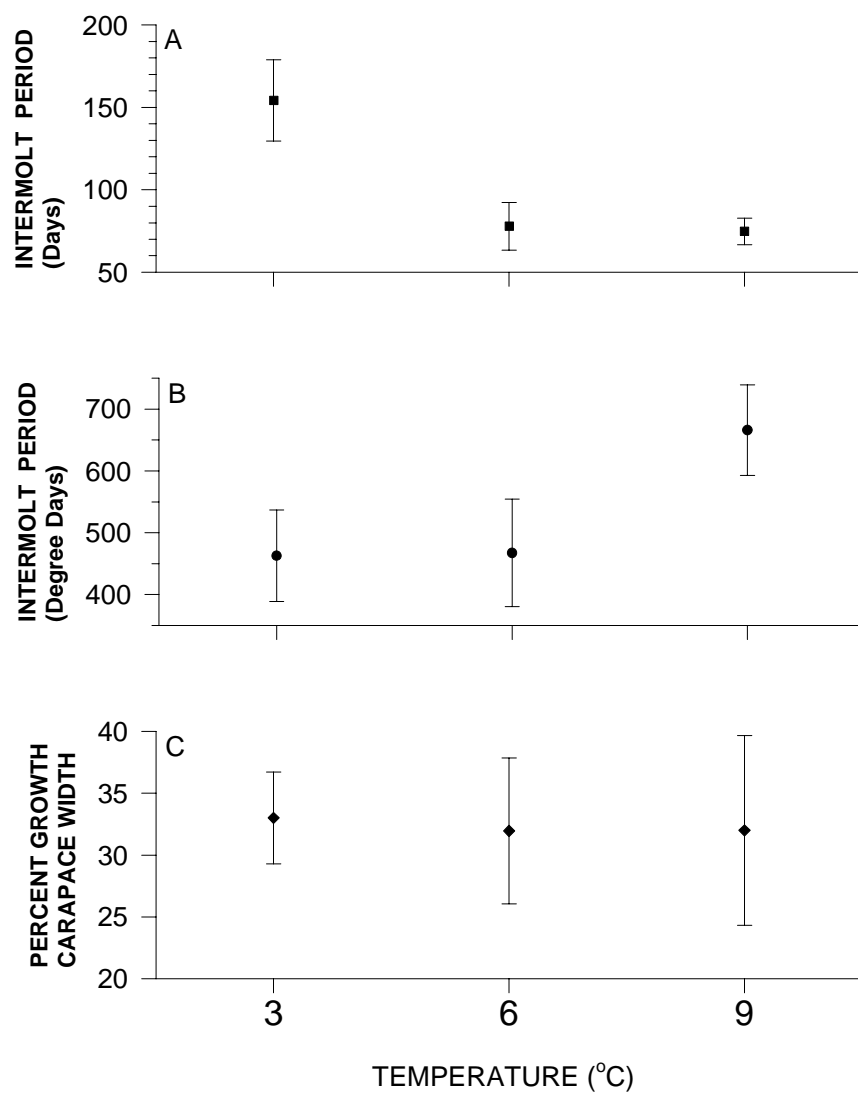 A
INTERMOLT PERIOD
(Days)
200
150
100
50
B
INTERMOLT PERIOD
(Degree Days)
700
600
500
400
C
PERCENT GROWTH
CARAPACE WIDTH
40
35
30
25
20
3 6 9
TEMPERATURE (°C)